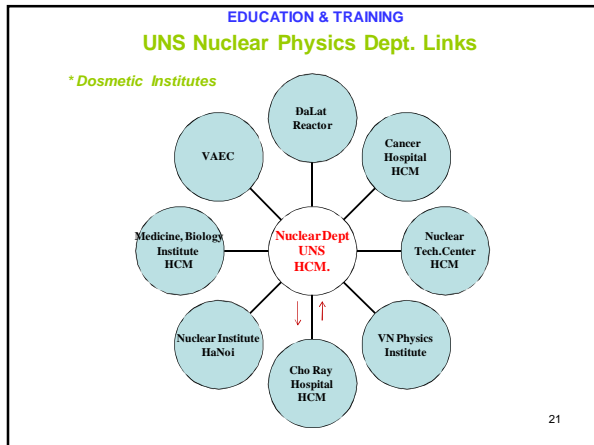 EDUCATION & TRAINING
UNS Nuclear Physics Dept. Links
* Dosmetic Institutes
ĐaLat
Reactor
Cancer
Hospital
HCM
Nuclear
Tech.Center
HCM
VN Physics
Institute
Cho Ray
Hospital
HCM
Nuclear Institute
HaNoi
Medicine, Biology
Institute
HCM
VAEC
Nuclear Dept
UNS
HCM.
21